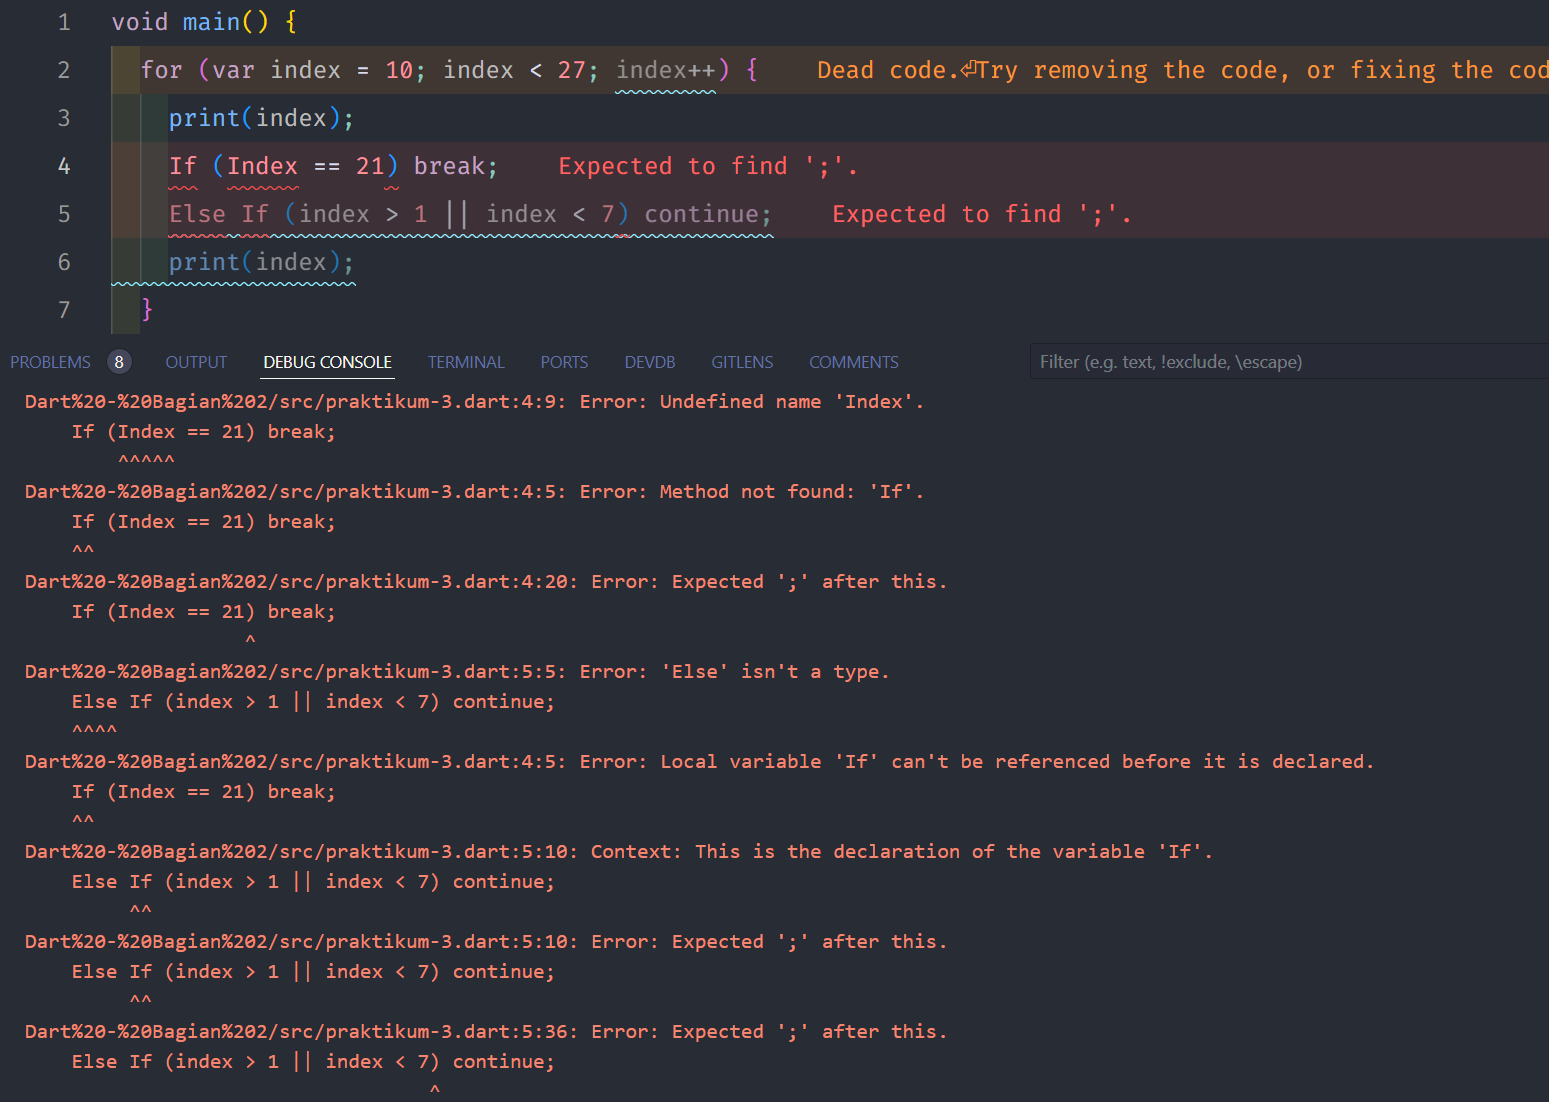 1 void main() {
2 for (var index = 10; index < 27; index++) { Dead code.⏎Try removing the code, or fixing the cod
3 print(index);
4 If (Index == 21) break; Expected to find ';'.
5 Else If (index > 1 || index < 7) continue; Expected to find ';'.
6 print(index);
7 }
PROBLEMS 8 OUTPUT DEBUG CONSOLE TERMINAL PORTS DEVDB GITLENS COMMENTS Filter (e.g. text, !exclude, \escape)
Dart%20-%20Bagian%202/src/praktikum-3.dart:4:9: Error: Undefined name 'Index'.
If (Index == 21) break;
^^^^^
Dart%20-%20Bagian%202/src/praktikum-3.dart:4:5: Error: Method not found: 'If'.
If (Index == 21) break;
^^
Dart%20-%20Bagian%202/src/praktikum-3.dart:4:20: Error: Expected ';' after this.
If (Index == 21) break;
^
Dart%20-%20Bagian%202/src/praktikum-3.dart:5:5: Error: 'Else' isn't a type.
Else If (index > 1 || index < 7) continue;
^^^^
Dart%20-%20Bagian%202/src/praktikum-3.dart:4:5: Error: Local variable 'If' can't be referenced before it is declared.
If (Index == 21) break;
^^
Dart%20-%20Bagian%202/src/praktikum-3.dart:5:10: Context: This is the declaration of the variable 'If'.
Else If (index > 1 || index < 7) continue;
^^
Dart%20-%20Bagian%202/src/praktikum-3.dart:5:10: Error: Expected ';' after this.
Else If (index > 1 || index < 7) continue;
^^
Dart%20-%20Bagian%202/src/praktikum-3.dart:5:36: Error: Expected ';' after this.
Else If (index > 1 || index < 7) continue;
^